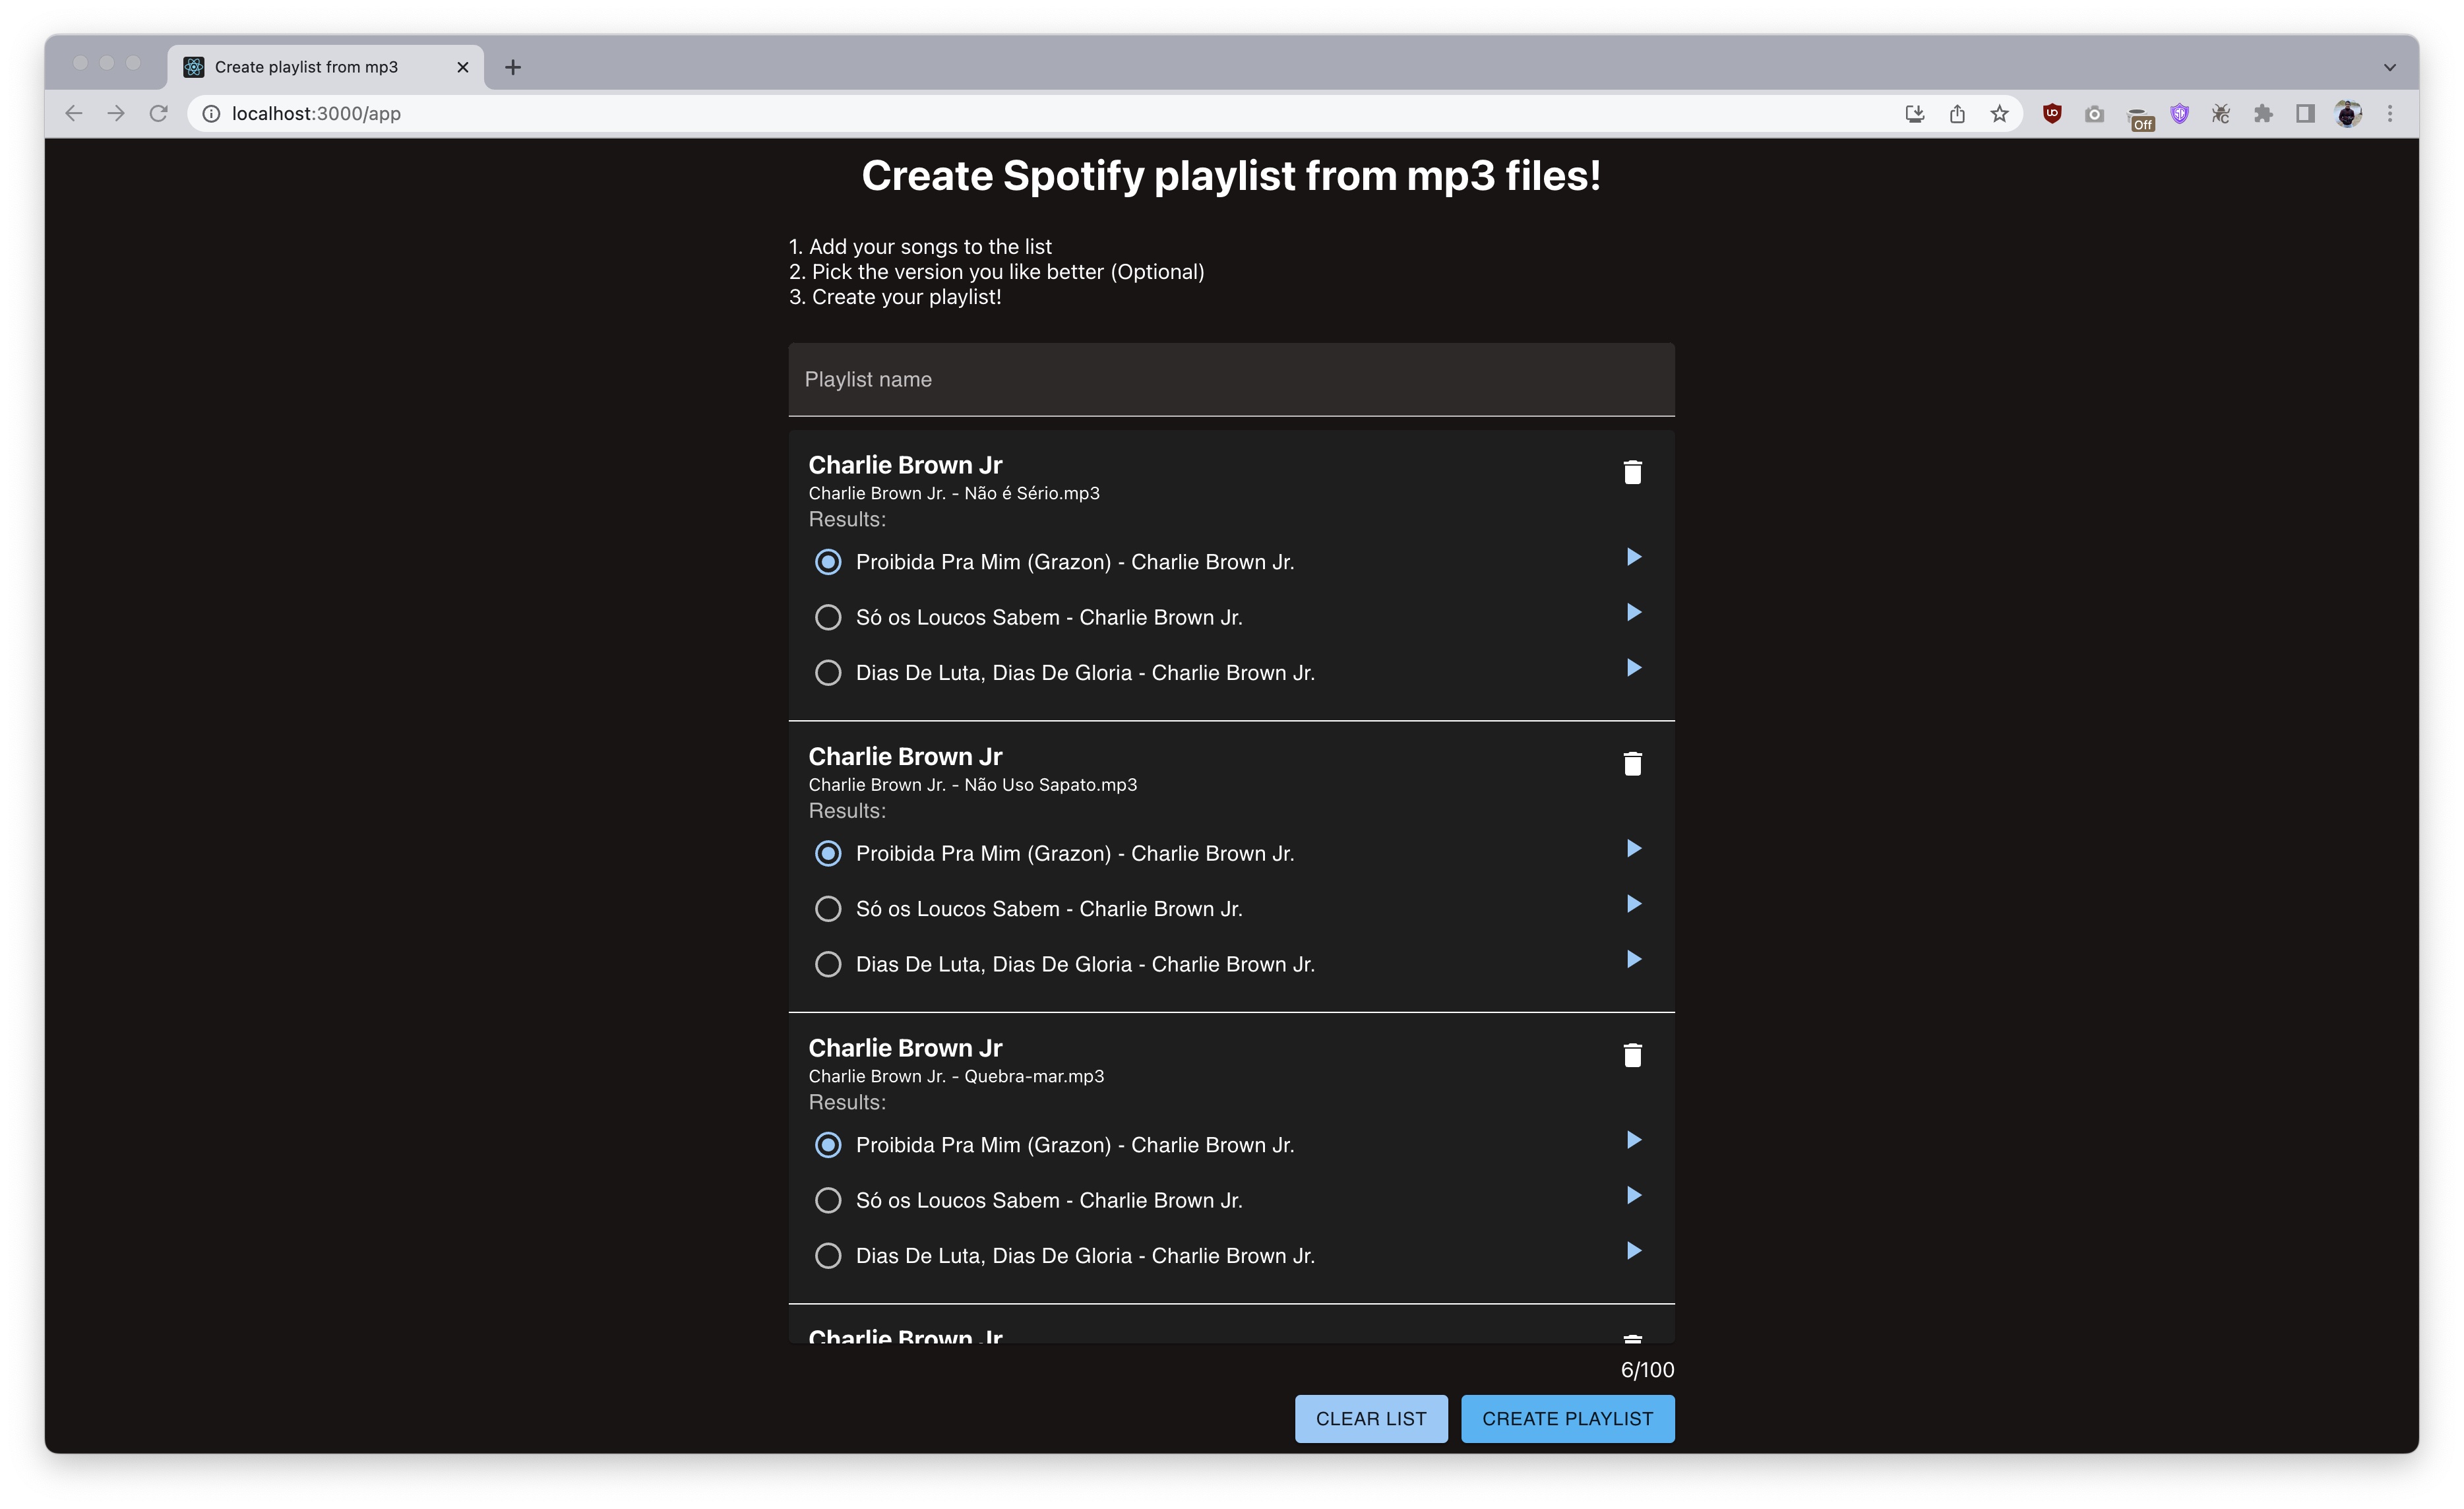 Create playlist from mp3
localhost:3000/app
Off
Create Spotify playlist from mp3 files!
1. Add your songs to the list
2. Pick the version you like better (Optional)
3. Create your playlist!
Playlist name
Charlie Brown Jr
Charlie Brown Jr. - Não é Sério.mp3
Results:
Proibida Pra Mim (Grazon) - Charlie Brown Jr.
Só os Loucos Sabem - Charlie Brown Jr.
Dias De Luta, Dias De Gloria - Charlie Brown Jr.
Charlie Brown Jr
Charlie Brown Jr. - Não Uso Sapato.mp3
Results:
Proibida Pra Mim (Grazon) - Charlie Brown Jr.
Só os Loucos Sabem - Charlie Brown Jr.
Dias De Luta, Dias De Gloria - Charlie Brown Jr.
Charlie Brown Jr
Charlie Brown Jr. - Quebra-mar.mp3
Results:
Proibida Pra Mim (Grazon) - Charlie Brown Jr.
Só os Loucos Sabem - Charlie Brown Jr.
Dias De Luta, Dias De Gloria - Charlie Brown Jr.
Charlie Brown Jr
6/100
CLEAR LIST
CREATE PLAYLIST